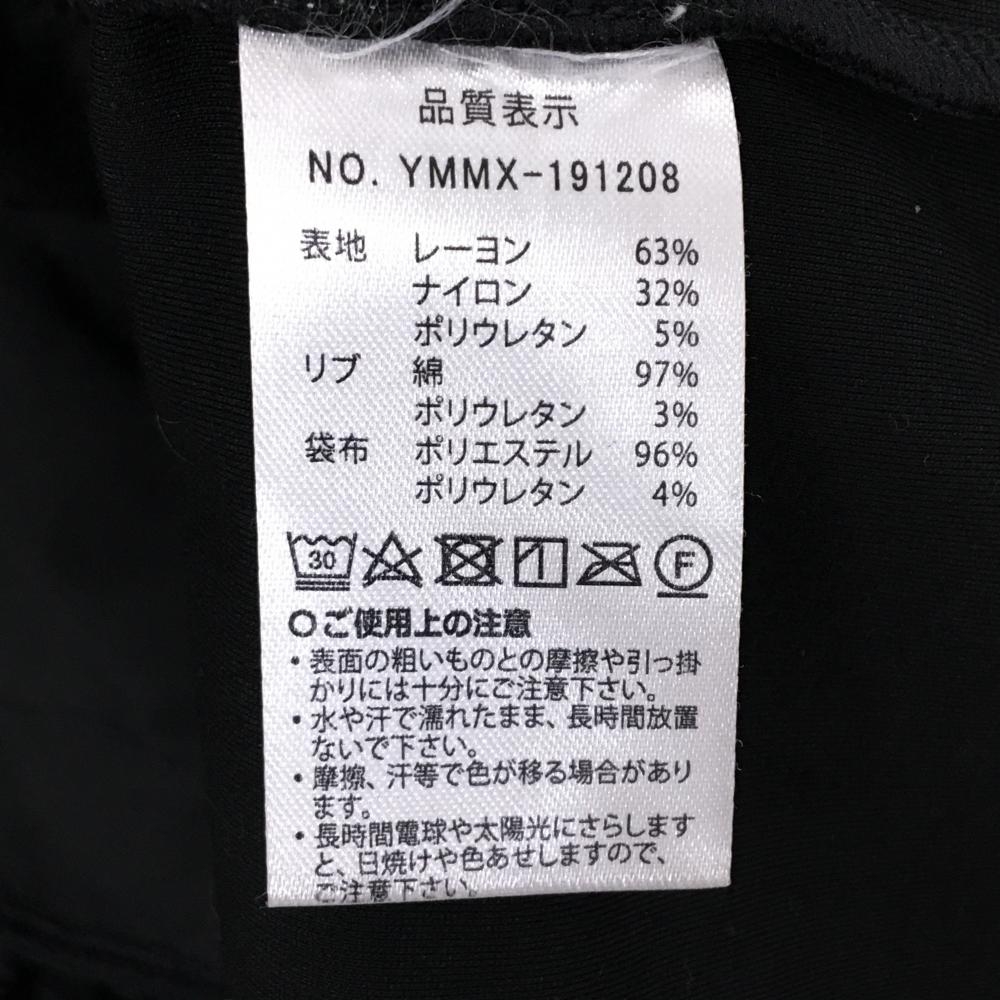 品質表示
NO. YMMX-191208
表地 レーヨン 63%
ナイロン 32%
ポリウレタン 5%
リブ 綿 97%
ポリウレタン 3%
袋布 ポリエステル 96%
ポリウレタン 4%
30 1 F
○ご使用上の注意
・表面の粗いものとの摩擦や引っ掛
かりには十分にご注意下さい。
・水や汗で濡れたまま、長時間放置
ないで下さい。
・摩擦、汗等で色が移る場合があり
ます。
・長時間電球や太陽光にさらします
と、日焼けや色あせしますので、
ご注意下さい。